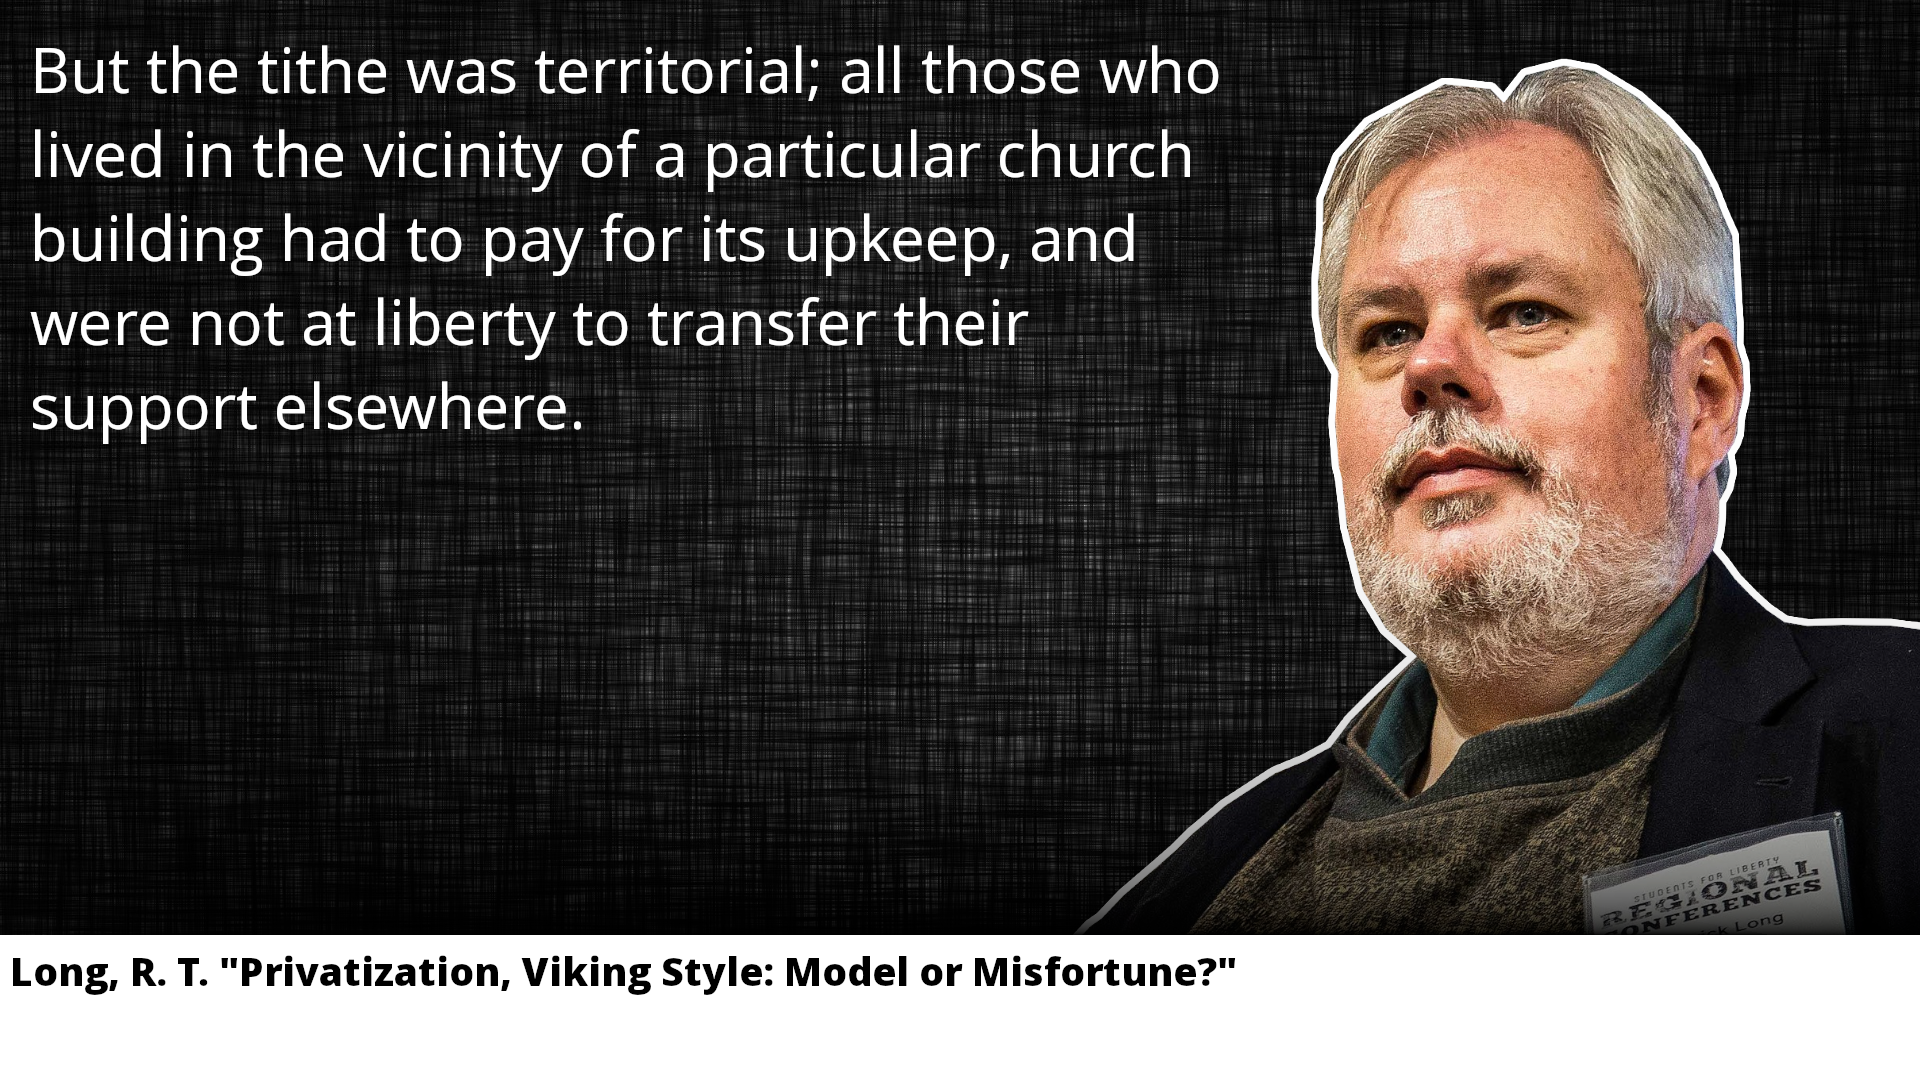 But the tithe was territorial; all those who
lived in the vicinity of a particular church
building had to pay for its upkeep, and
were not at liberty to transfer their
support elsewhere.
STUDENTS FOR LIBERTY
REGIONAL
CONFERENCES
Long
Long, R. T. "Privatization, Viking Style: Model or Misfortune?"